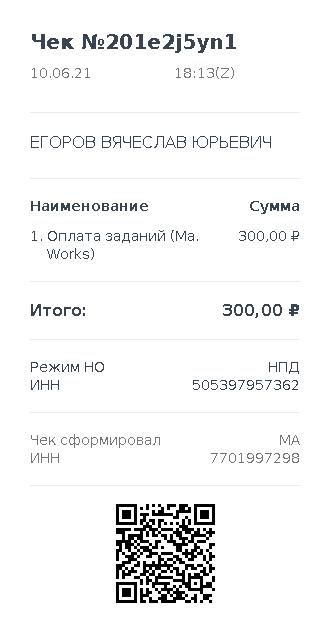 Чек №201e2j5yn1
10.06.21 18:13(Z)
ЕГОРОВ ВЯЧЕСЛАВ ЮРЬЕВИЧ
Наименование Сумма
1. Оплата заданий (Ma. 300,00 ₽
Works)
Итого: 300,00 ₽
Режим НО НПД
ИНН 505397957362
Чек сформировал МА
ИНН 7701997298